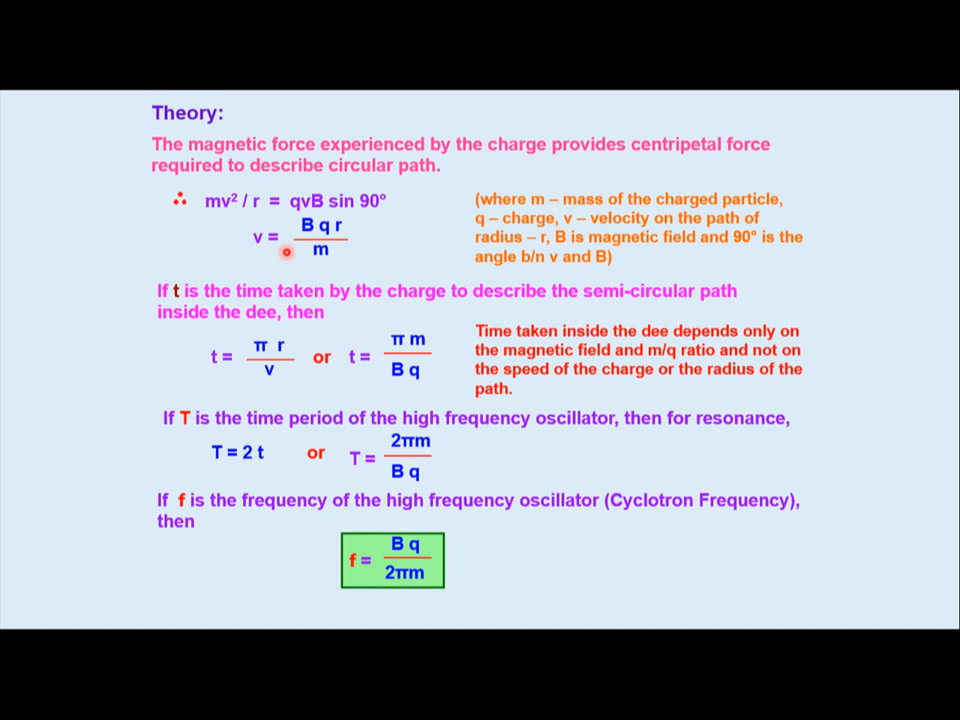 Theory:
The magnetic force experienced by the charge provides centripetal force
required to describe circular path.
∴ mv² / r = qvB sin 90°
v = B q r / m
(where m – mass of the charged particle,
q – charge, v – velocity on the path of
radius – r, B is magnetic field and 90° is the
angle b/n v and B)
If t is the time taken by the charge to describe the semi-circular path
inside the dee, then
t = π r / v or t = π m / B q
Time taken inside the dee depends only on
the magnetic field and m/q ratio and not on
the speed of the charge or the radius of the
path.
If T is the time period of the high frequency oscillator, then for resonance,
T = 2 t or T = 2πm / B q
If f is the frequency of the high frequency oscillator (Cyclotron Frequency),
then
f = B q / 2πm